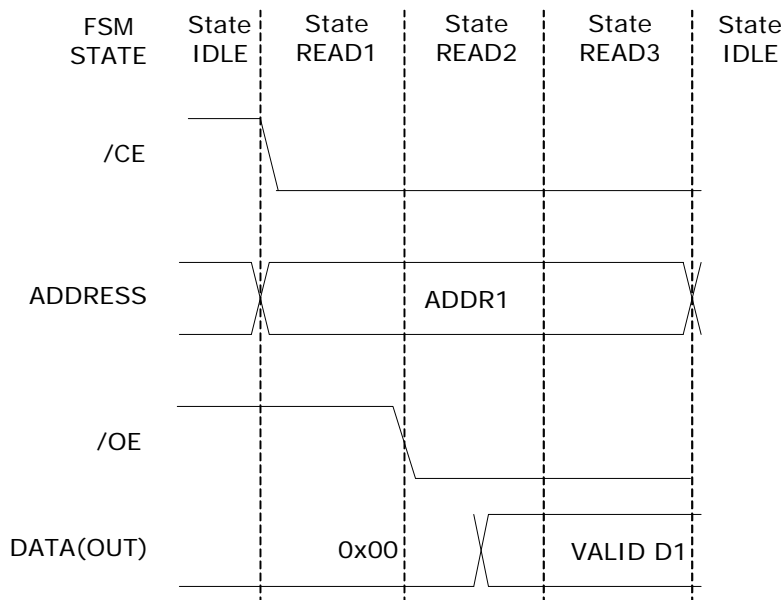 FSM STATE
State IDLE
State READ1
State READ2
State READ3
State IDLE
/CE
ADDRESS
ADDR1
/OE
DATA(OUT)
0x00
VALID D1